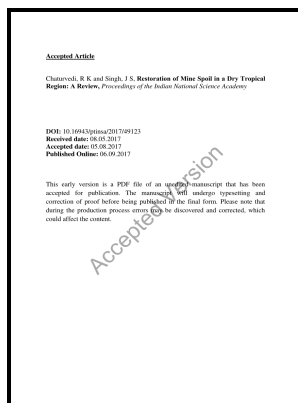 Accepted Article
Chaturvedi, R K and Singh, J S, Restoration of Mine Spoil in a Dry Tropical
Region: A Review, Proceedings of the Indian National Science Academy
DOI: 10.16943/ptinsa/2017/49123
Received date: 08.05.2017
Accepted date: 05.08.2017
Published Online: 06.09.2017
This early version is a PDF file of an unedited manuscript that has been
accepted for publication. The manuscript will undergo typesetting and
correction of proof before being published in the final form. Please note that
during the production process errors may be discovered and corrected, which
could affect the content.
Accepted Version